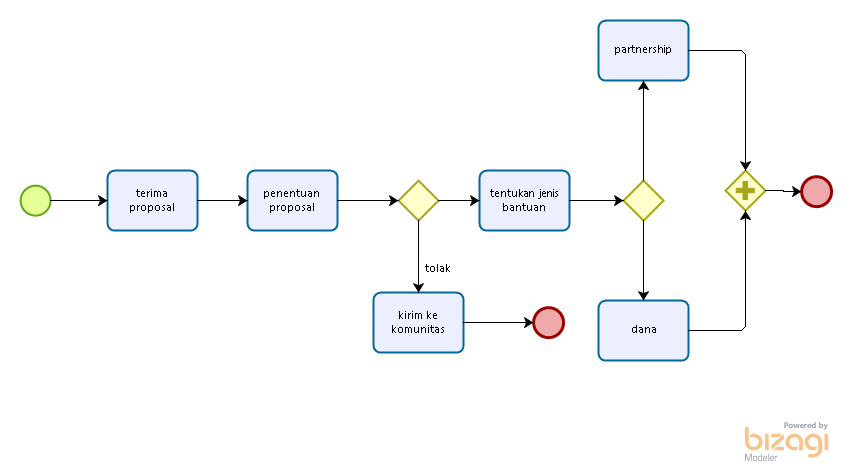 partnership
terima
proposal
penentuan
proposal
tentukan jenis
bantuan
tolak
kirim ke
komunitas
dana
Powered by
bizagi
Modeler